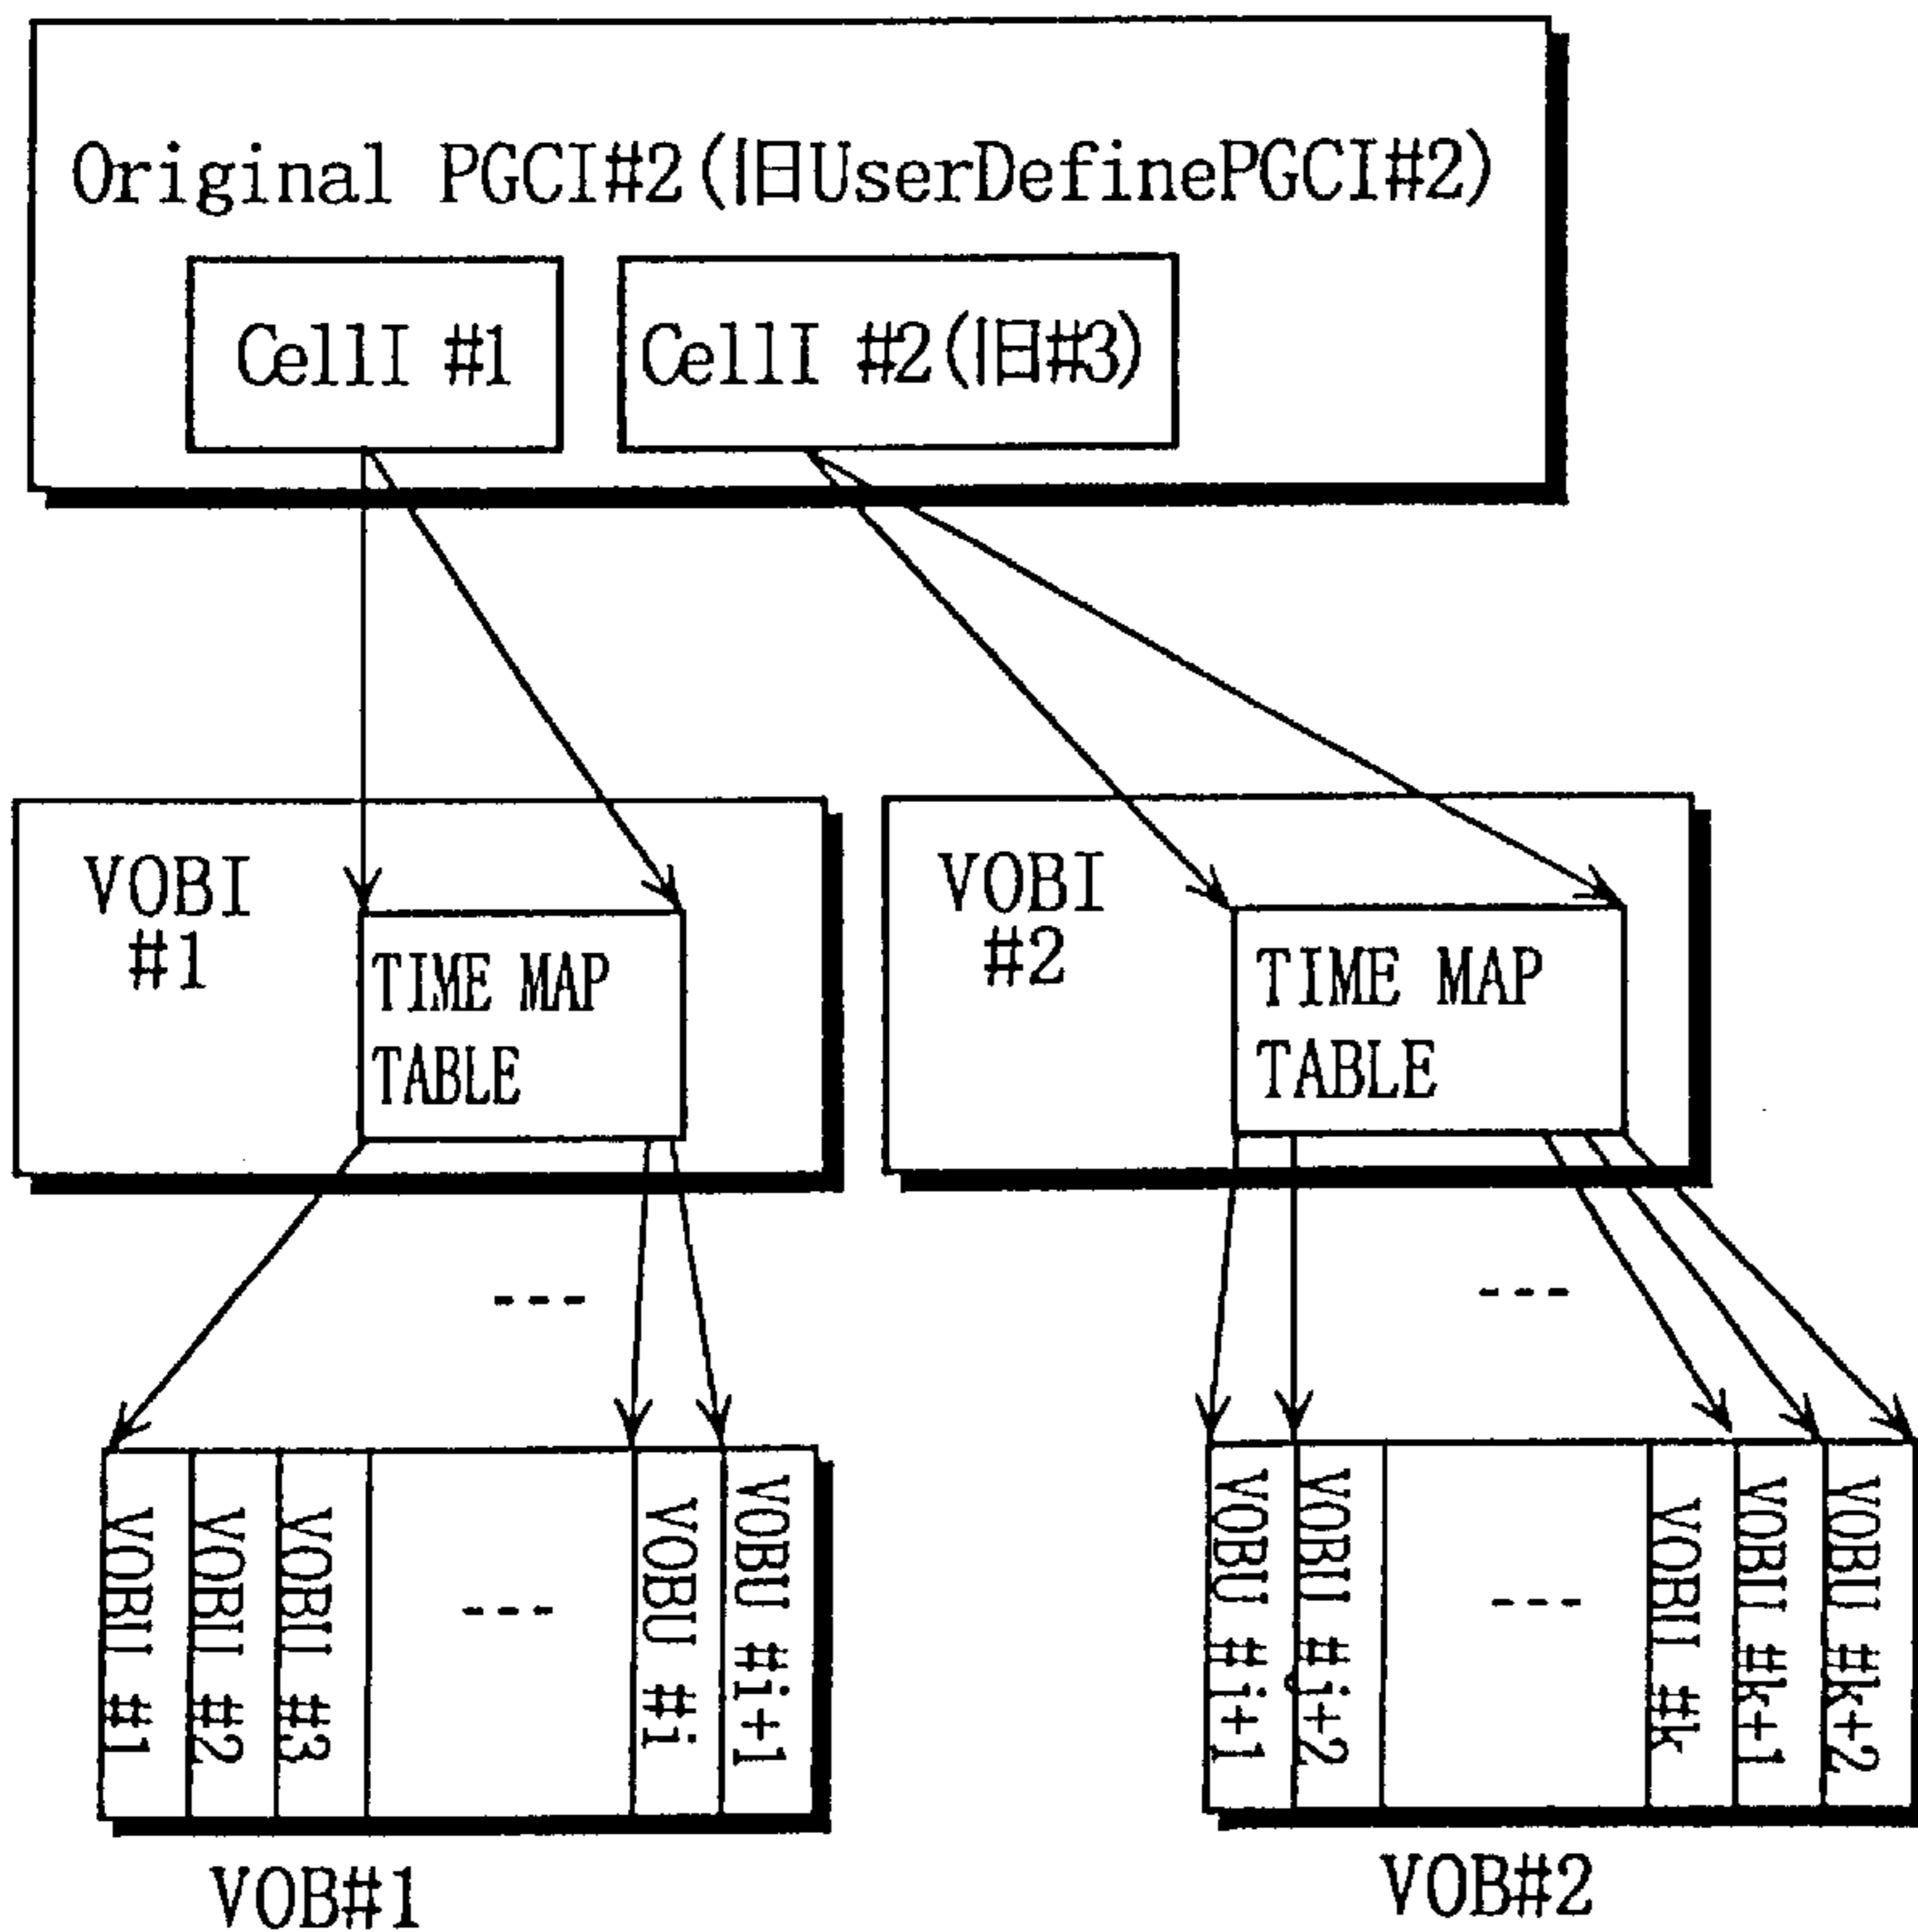 Original PGCI#2(旧UserDefinePGCI#2)
CellI #1
CellI #2(旧#3)
VOBI
#1
TIME MAP
TABLE
VOBI
#2
TIME MAP
TABLE
---
---
VOBU #1
VOBU #2
VOBU #3
---
VOBU #i
VOBU #i+1
VOBU #i+1
VOBU #j+2
---
VOBU #k
VOBU #k+1
VOBU #k+2
VOB#1
VOB#2